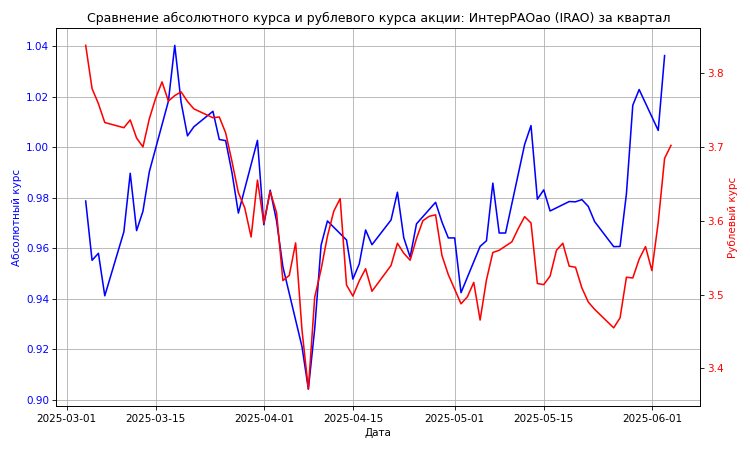 Сравнение абсолютного курса и рублевого курса акции: ИнтерРАОао (IRAO) за квартал
1.04
1.02
1.00
0.98
0.96
0.94
0.92
0.90
Абсолютный курс
3.8
3.7
3.6
3.5
3.4
Рублевый курс
2025-03-01 2025-03-15 2025-04-01 2025-04-15 2025-05-01 2025-05-15 2025-06-01
Дата